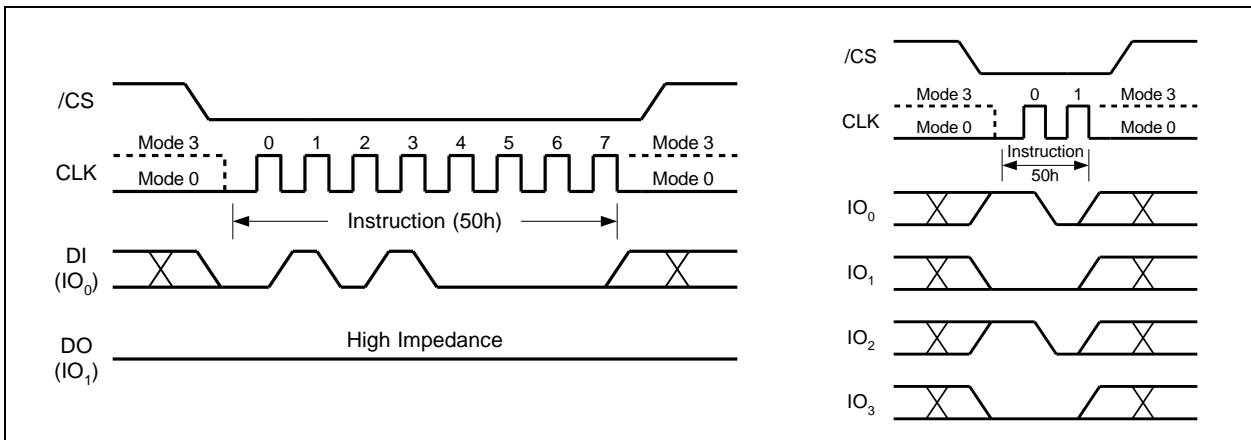 /CS
Mode 3 0 1 2 3 4 5 6 7 Mode 3
CLK Mode 0 Mode 0
Instruction (50h)
DI
(IO₀)
High Impedance
DO
(IO₁)
/CS
Mode 3 0 1 Mode 3
CLK Mode 0 Mode 0
Instruction
50h
IO₀
IO₁
IO₂
IO₃